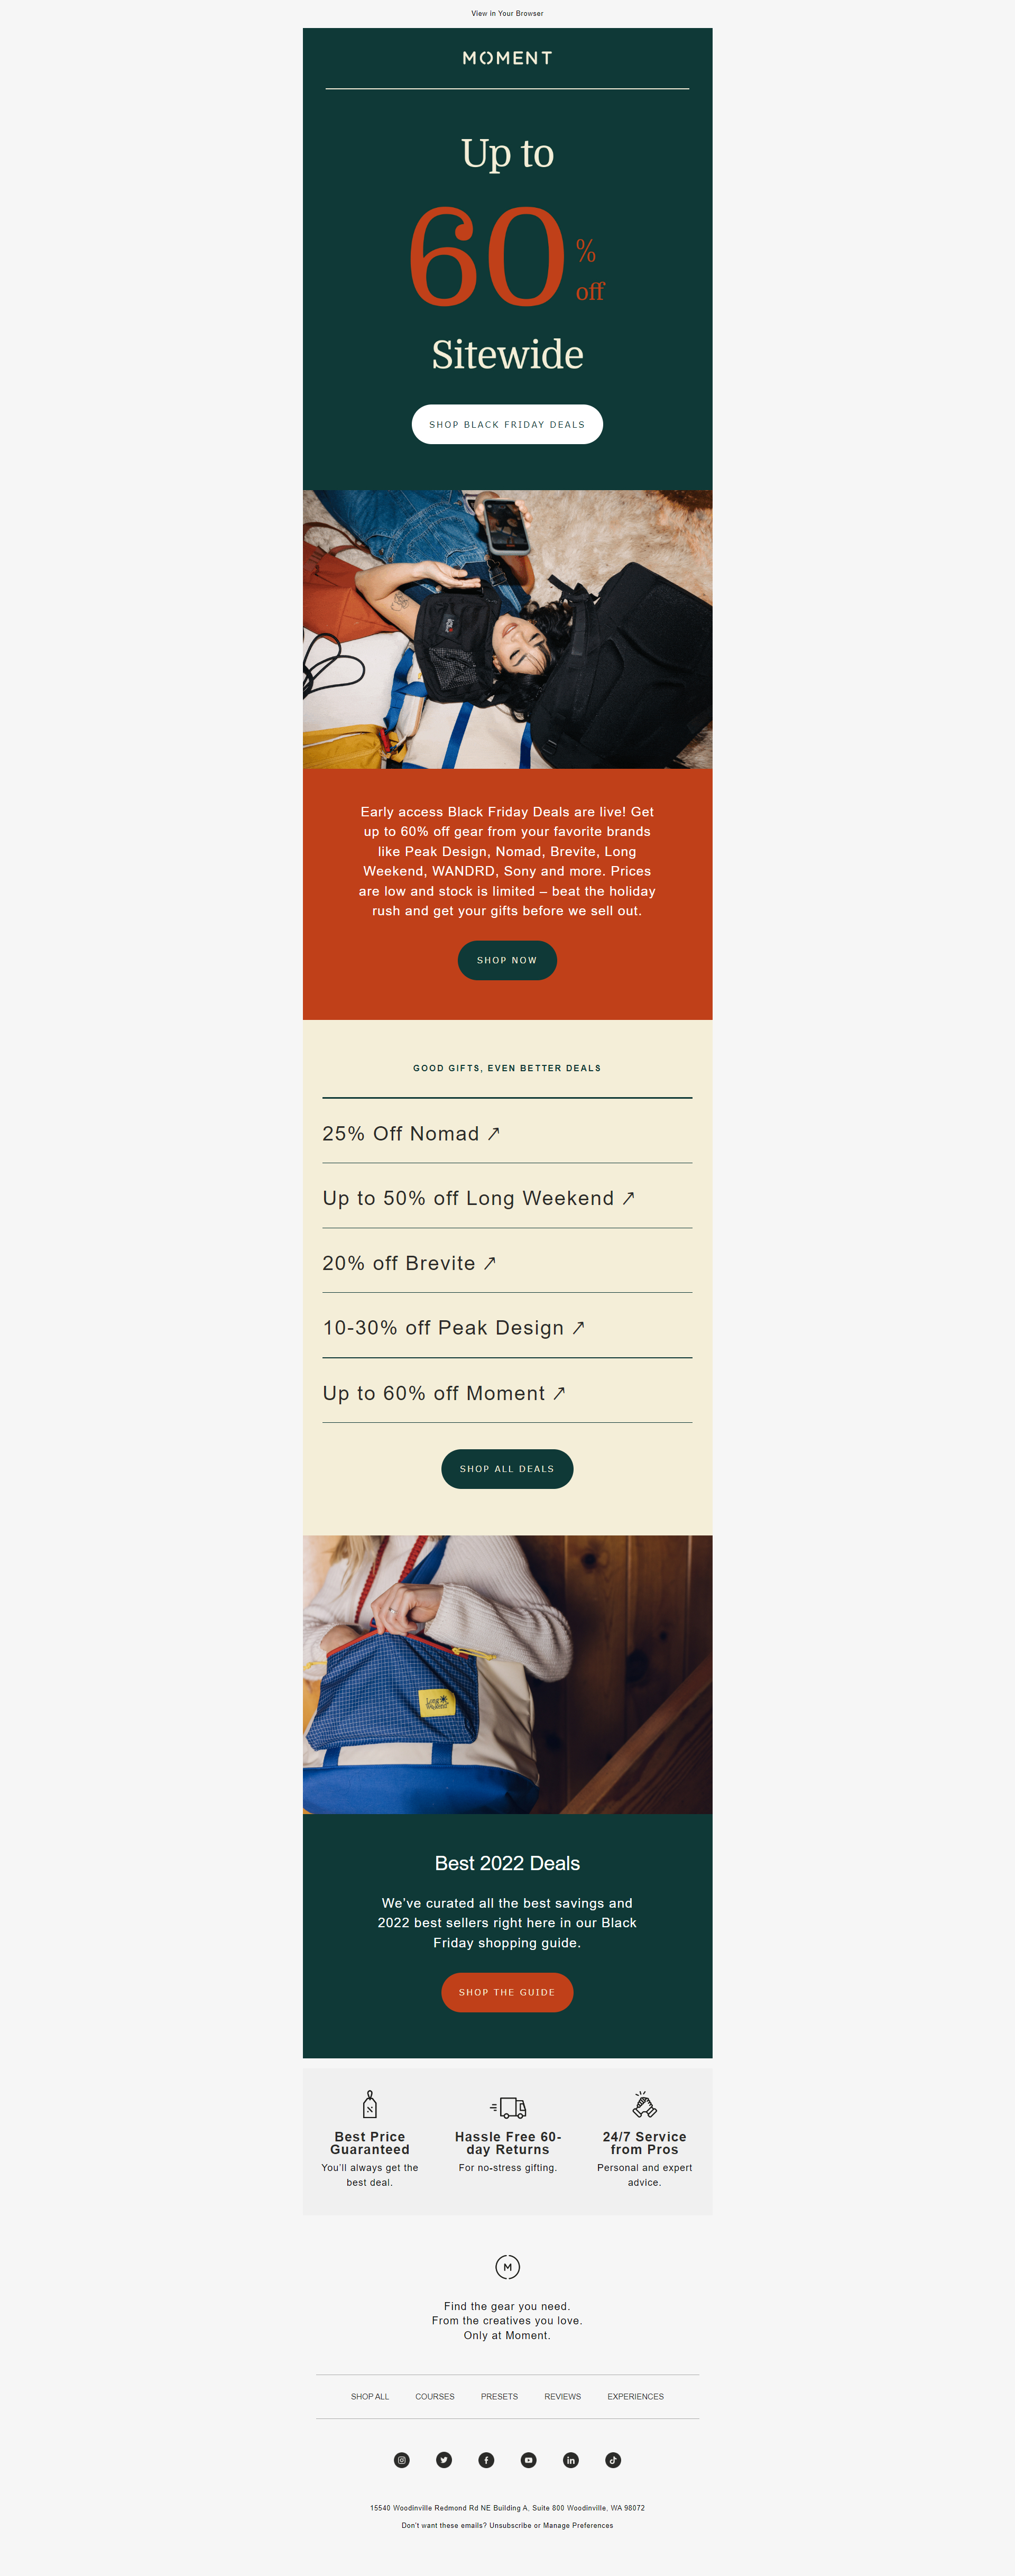 View in Your Browser
MOMENT
Up to
60 % off
Sitewide
SHOP BLACK FRIDAY DEALS
Early access Black Friday Deals are live! Get
up to 60% off gear from your favorite brands
like Peak Design, Nomad, Brevite, Long
Weekend, WANDRD, Sony and more. Prices
are low and stock is limited – beat the holiday
rush and get your gifts before we sell out.
SHOP NOW
GOOD GIFTS, EVEN BETTER DEALS
25% Off Nomad ↗
Up to 50% off Long Weekend ↗
20% off Brevite ↗
10-30% off Peak Design ↗
Up to 60% off Moment ↗
SHOP ALL DEALS
Long
Weekend
Best 2022 Deals
We've curated all the best savings and
2022 best sellers right here in our Black
Friday shopping guide.
SHOP THE GUIDE
Best Price
Guaranteed
You'll always get the
best deal.
Hassle Free 60-
day Returns
For no-stress gifting.
24/7 Service
from Pros
Personal and expert
advice.
M
Find the gear you need.
From the creatives you love.
Only at Moment.
SHOP ALL COURSES PRESETS REVIEWS EXPERIENCES
15540 Woodinville Redmond Rd NE Building A, Suite 800 Woodinville, WA 98072
Don't want these emails? Unsubscribe or Manage Preferences